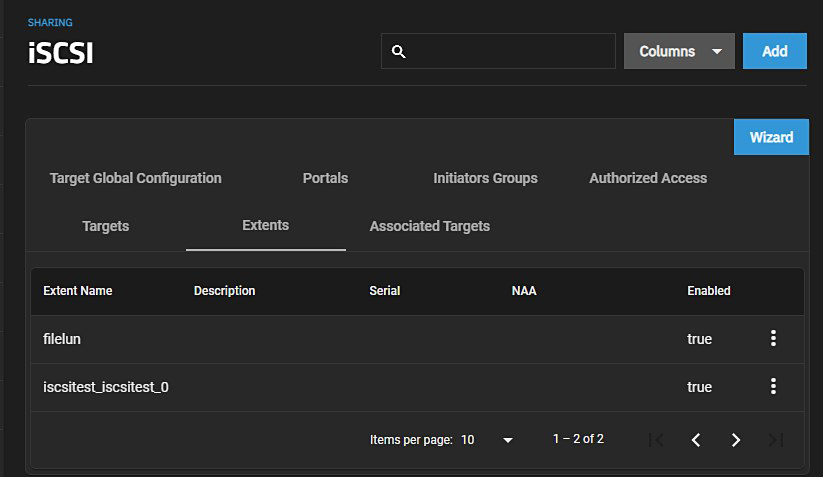 SHARING
iSCSI
Columns
Add
Wizard
Target Global Configuration Portals Initiators Groups Authorized Access
Targets Extents Associated Targets
Extent Name Description Serial NAA Enabled
filelun true
iscsitest_iscsitest_0 true
Items per page: 10 1 – 2 of 2